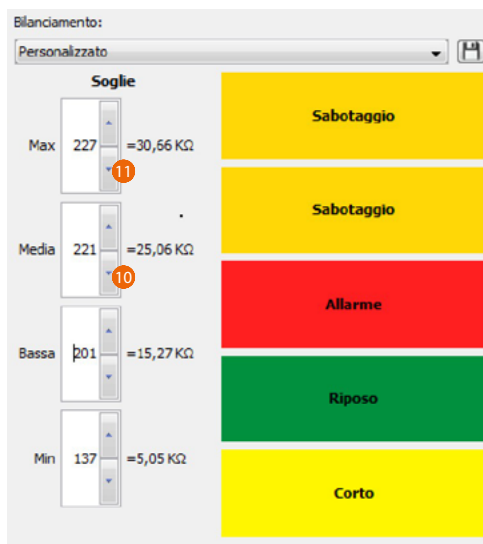 Bilanciamento:
Personalizzato
Soglie
Sabotaggio
Max 227 =30,66 KΩ
11
Sabotaggio
Media 221 =25,06 KΩ
10
Allarme
Bassa 201 =15,27 KΩ
Riposo
Min 137 =5,05 KΩ
Corto